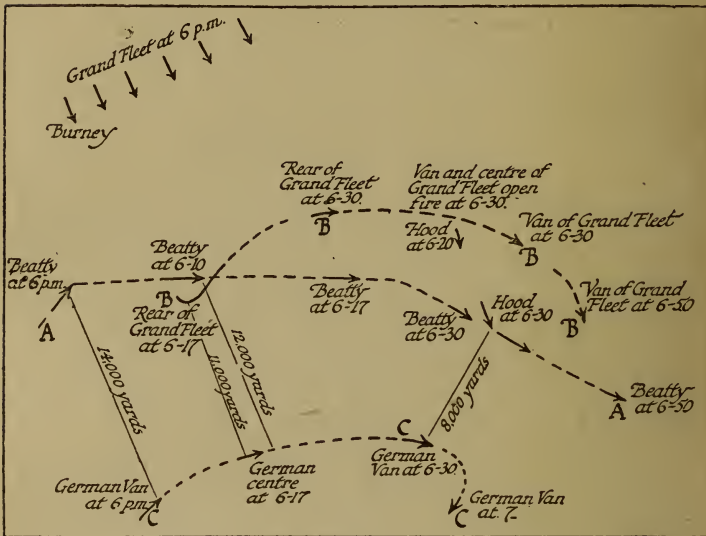 Grand Fleet at 6 p.m.
Burney
Rear of
Grand Fleet
at 6-30.
B
Van and centre of
Grand Fleet open
fire at 6-30.
Hood
at 6-20
Van of Grand Fleet
at 6-30
B
Van of Grand
Fleet at 6-50
B
Beatty
at 6 p.m.
A
Beatty
at 6-10
B
Rear of
Grand Fleet
at 6-17
Beatty
at 6-17
Beatty
at 6-30
Hood
at 6-30
Beatty
at 6-50
A
14,000 yards
11,000 yards
12,000 yards
8,000 yards
German Van
at 6 p.m.
C
German
centre
at 6-17
C
German
Van at 6-30
German Van
at 7-
C